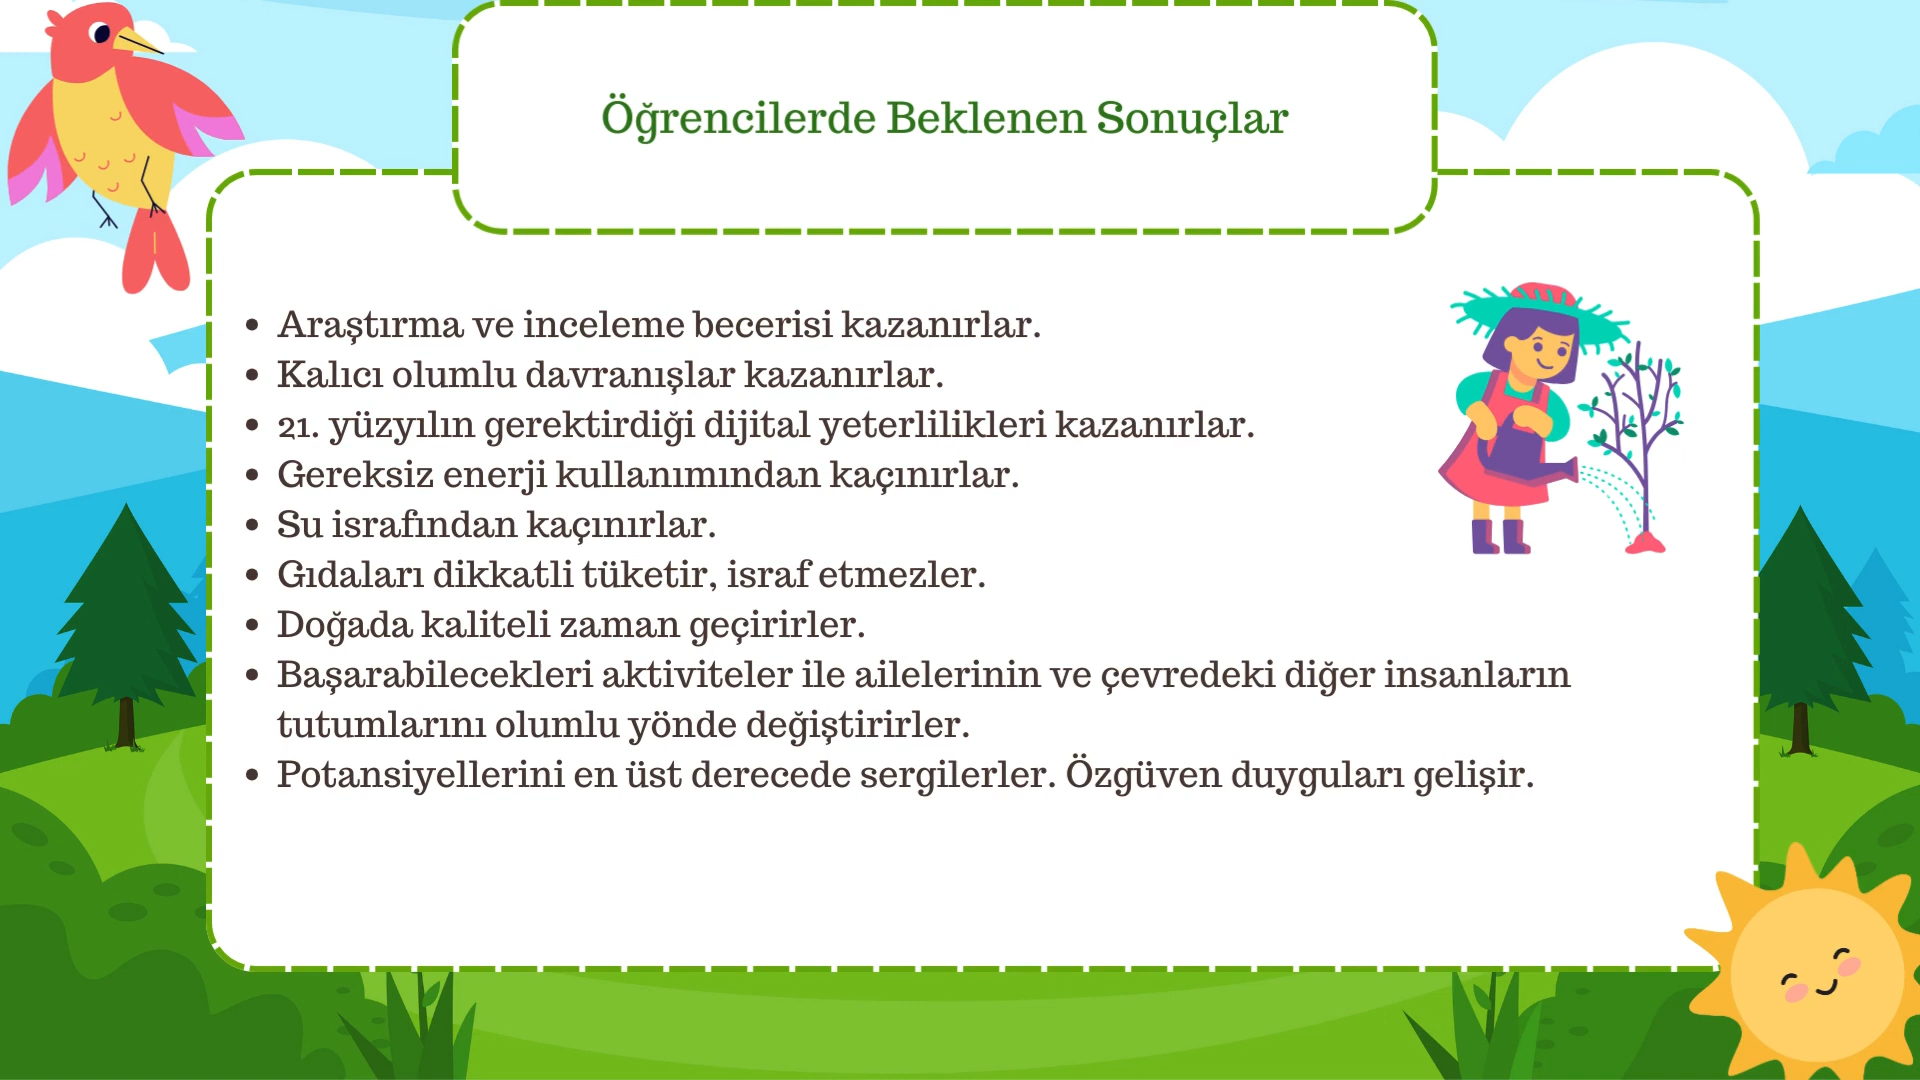 Öğrencilerde Beklenen Sonuçlar
• Araştırma ve inceleme becerisi kazanırlar.
• Kalıcı olumlu davranışlar kazanırlar.
• 21. yüzyılın gerektirdiği dijital yeterlilikleri kazanırlar.
• Gereksiz enerji kullanımından kaçınırlar.
• Su israfından kaçınırlar.
• Gıdaları dikkatli tüketir, israf etmezler.
• Doğada kaliteli zaman geçirirler.
• Başarabilecekleri aktiviteler ile ailelerinin ve çevredeki diğer insanların
tutumlarını olumlu yönde değiştirirler.
• Potansiyellerini en üst derecede sergilerler. Özgüven duyguları gelişir.